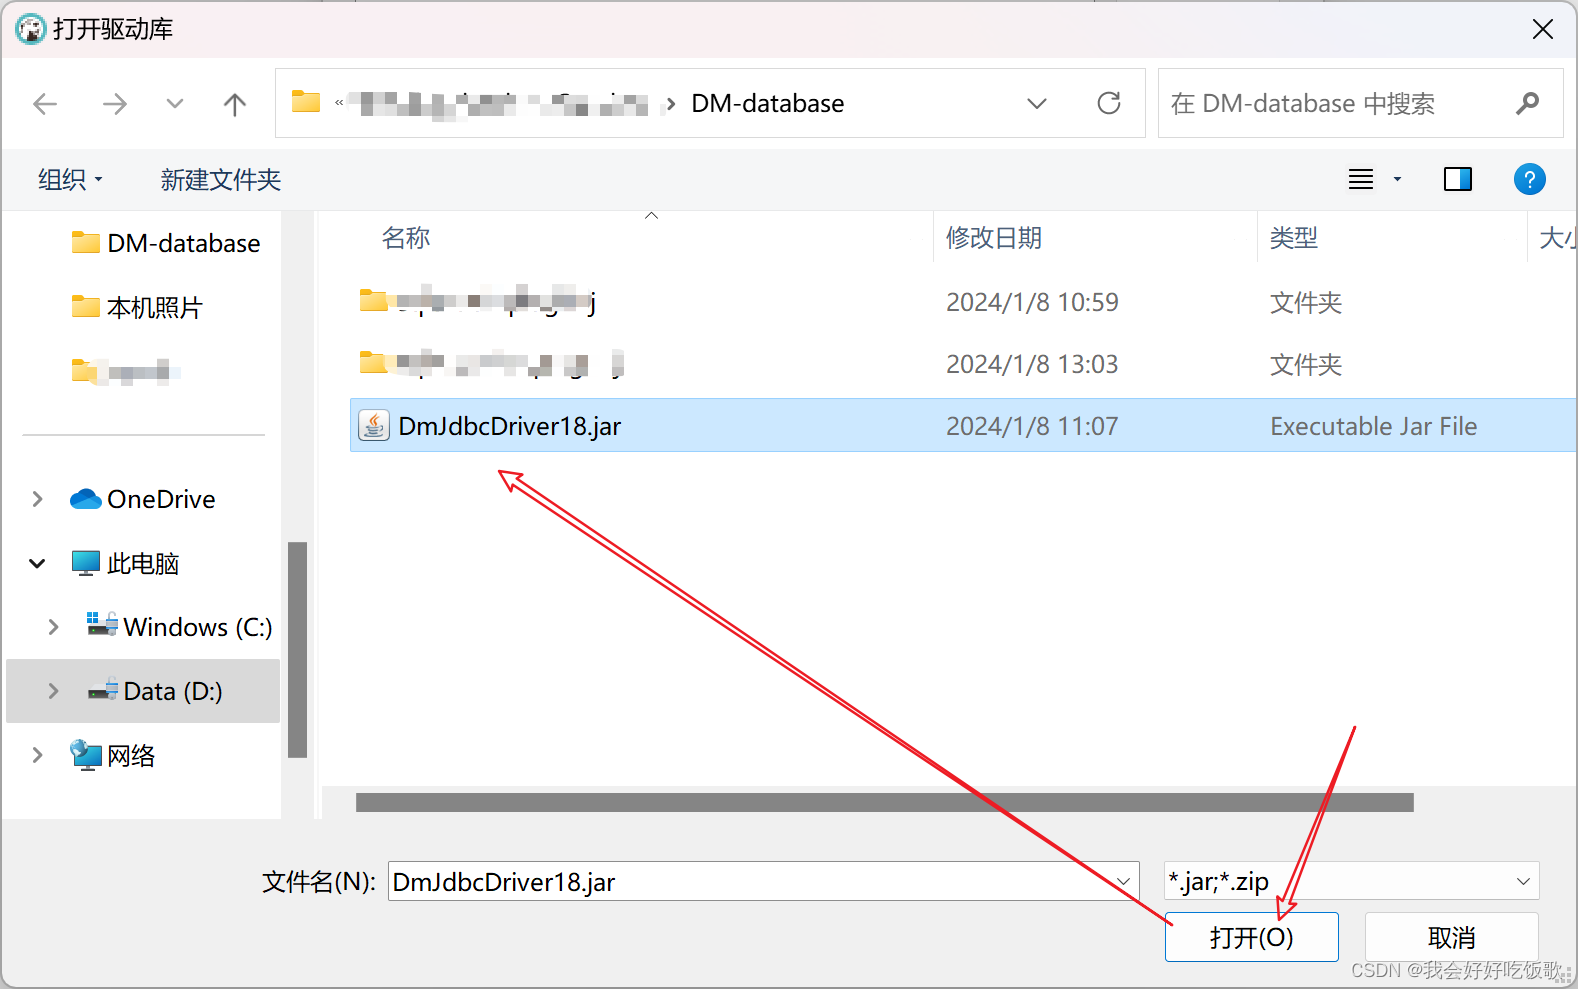 打开驱动库
« › DM-database
在 DM-database 中搜索
组织
新建文件夹
名称 修改日期 类型 大小
2024/1/8 10:59 文件夹
2024/1/8 13:03 文件夹
DmJdbcDriver18.jar 2024/1/8 11:07 Executable Jar File
DM-database
本机照片
OneDrive
此电脑
Windows (C:)
Data (D:)
网络
文件名(N): DmJdbcDriver18.jar
*.jar;*.zip
打开(O) 取消
CSDN @我会好好吃饭歌